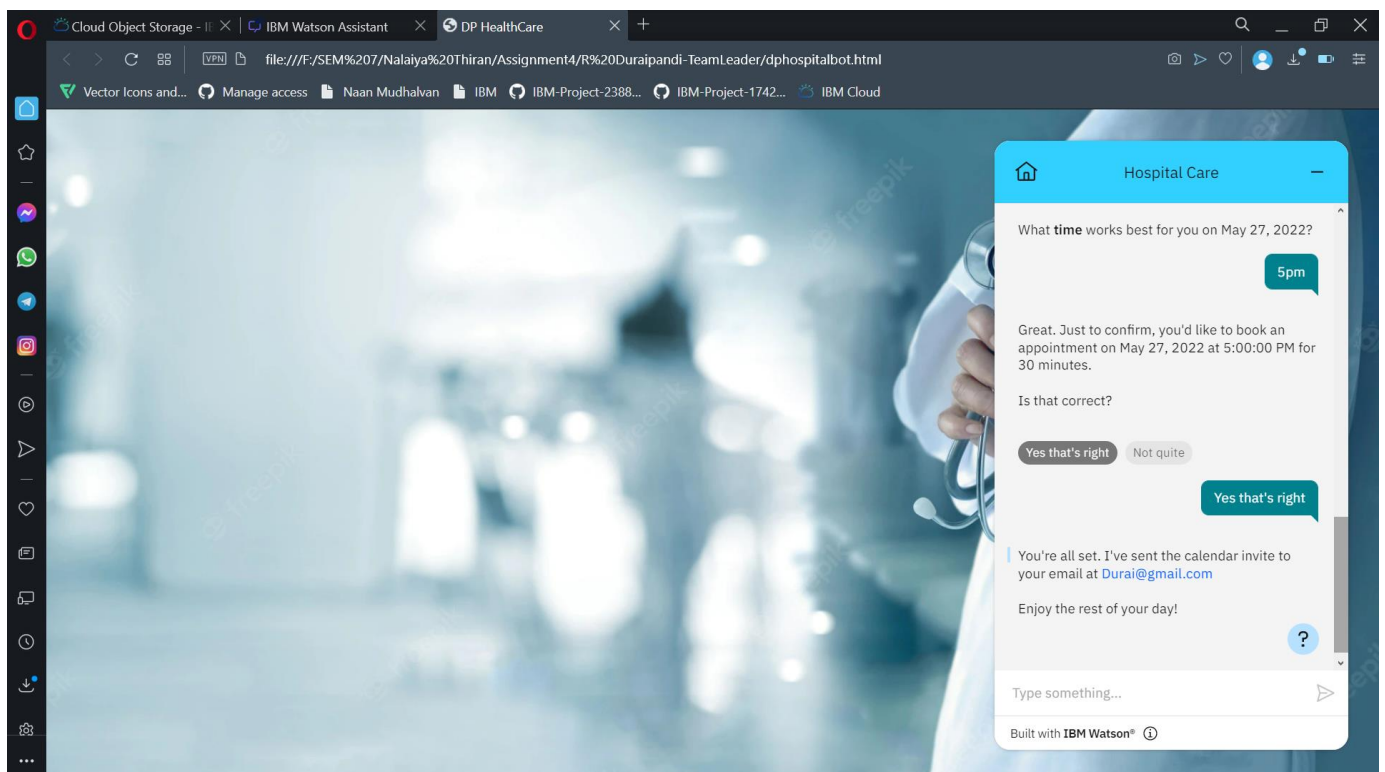 Cloud Object Storage - IE
IBM Watson Assistant
DP HealthCare
VPN
file:///F:/SEM%207/Nalaiya%20Thiran/Assignment4/R%20Duraipandi-TeamLeader/dphospitalbot.html
Vector Icons and...
Manage access
Naan Mudhalvan
IBM
IBM-Project-2388...
IBM-Project-1742...
IBM Cloud
Hospital Care
What time works best for you on May 27, 2022?
5pm
Great. Just to confirm, you'd like to book an
appointment on May 27, 2022 at 5:00:00 PM for
30 minutes.
Is that correct?
Yes that's right
Not quite
Yes that's right
You're all set. I've sent the calendar invite to
your email at Durai@gmail.com
Enjoy the rest of your day!
?
Type something...
Built with IBM Watson®
freepik
freepik